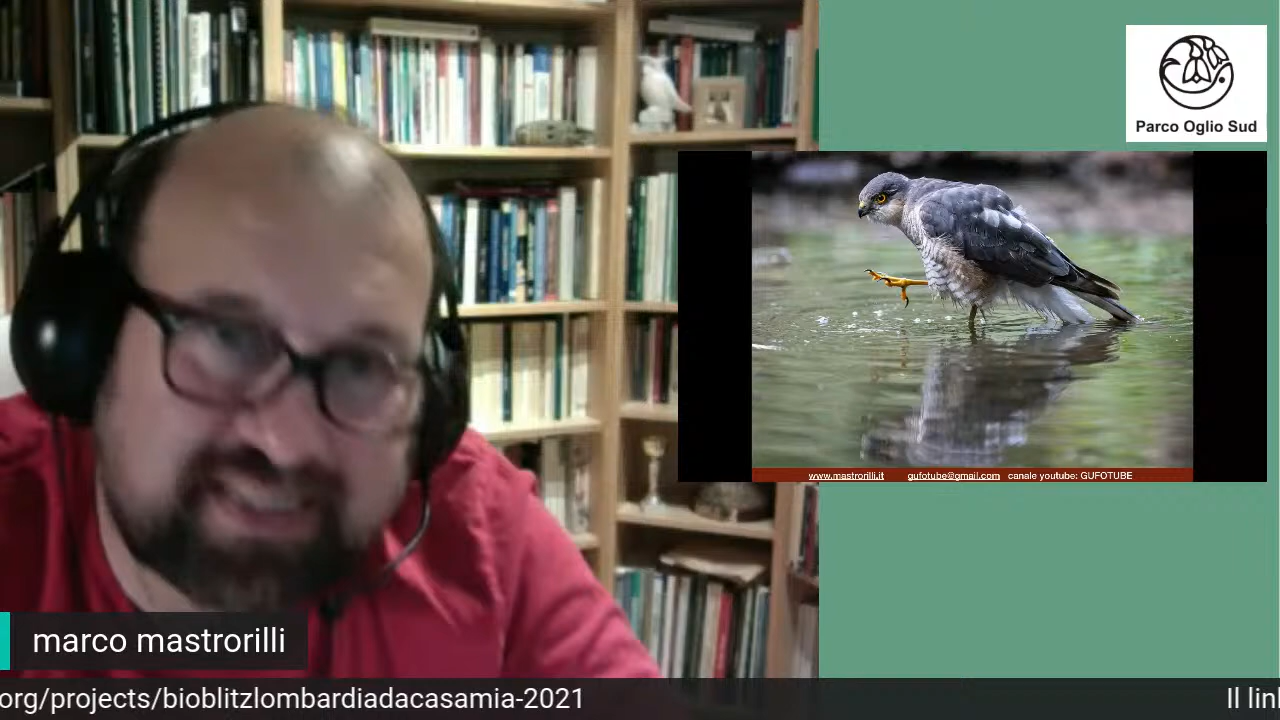 Parco Oglio Sud
www.mastrorilli.it gufotube@gmail.com canale youtube: GUFOTUBE
marco mastrorilli
org/projects/bioblitzlombardiadacasamia-2021
Il lin